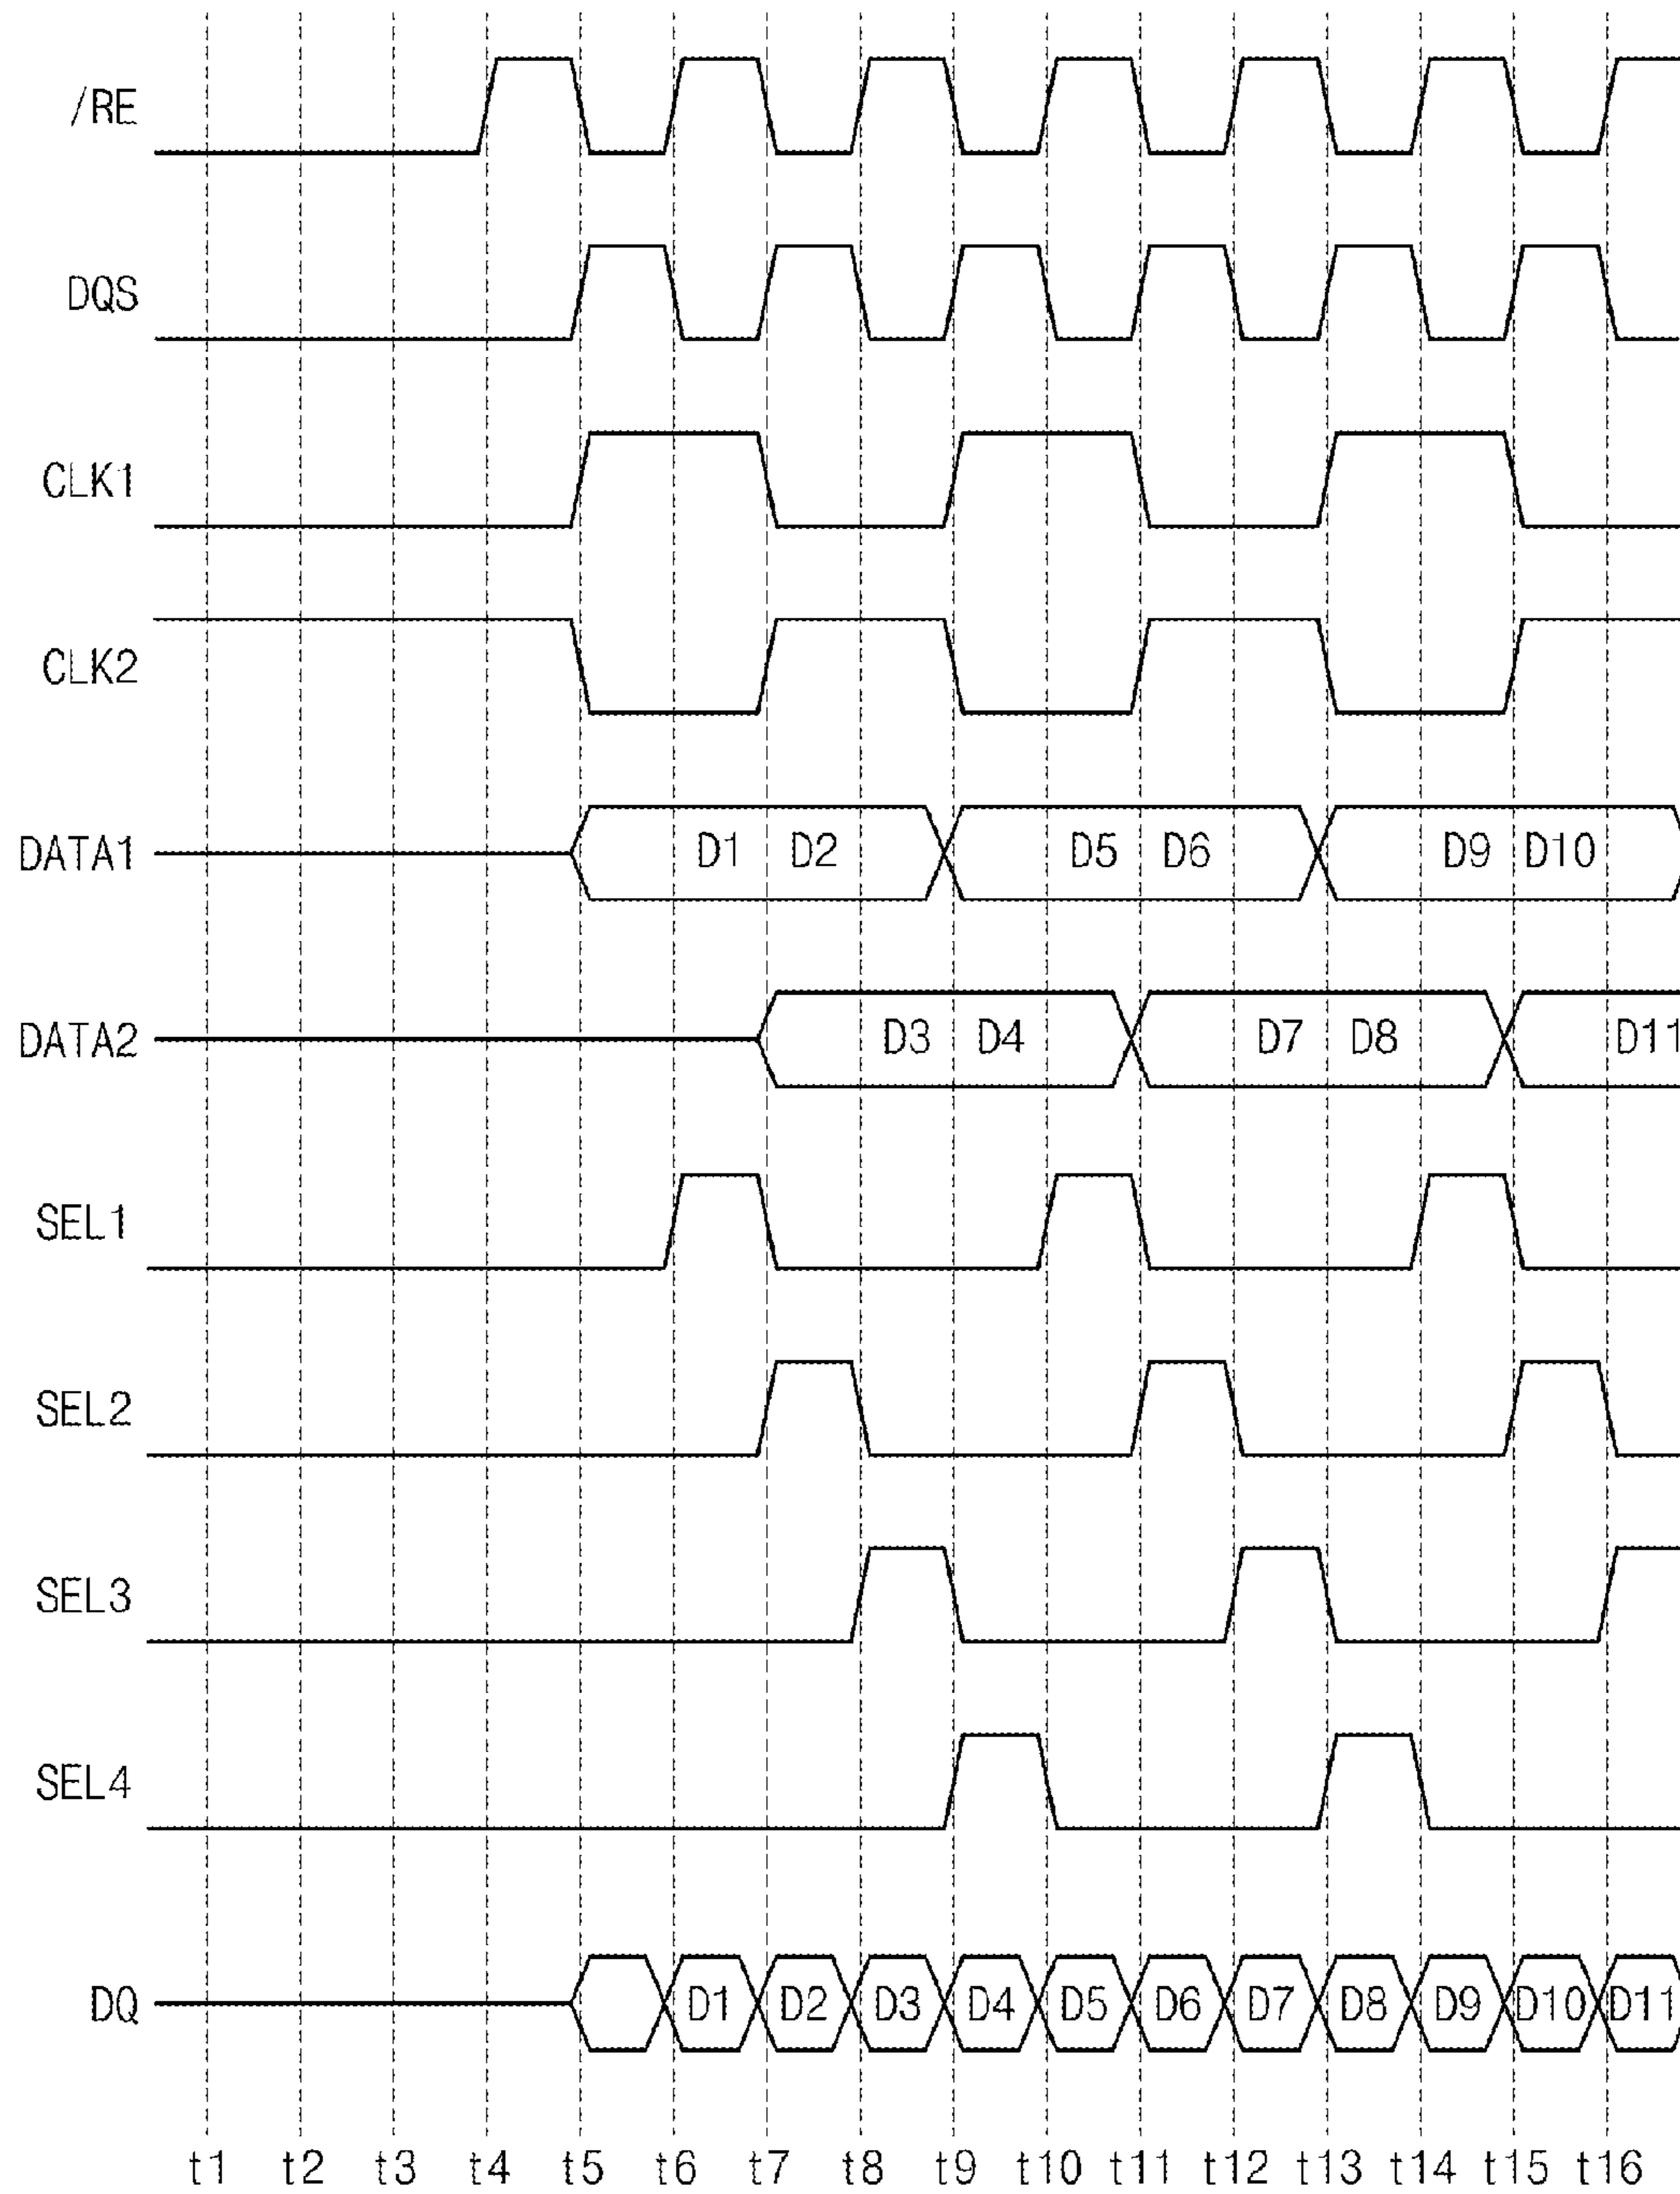 /RE
DQS
CLK1
CLK2
DATA1 D1 D2 D5 D6 D9 D10
DATA2 D3 D4 D7 D8 D11
SEL1
SEL2
SEL3
SEL4
DQ D1 D2 D3 D4 D5 D6 D7 D8 D9 D10 D11
t1 t2 t3 t4 t5 t6 t7 t8 t9 t10 t11 t12 t13 t14 t15 t16